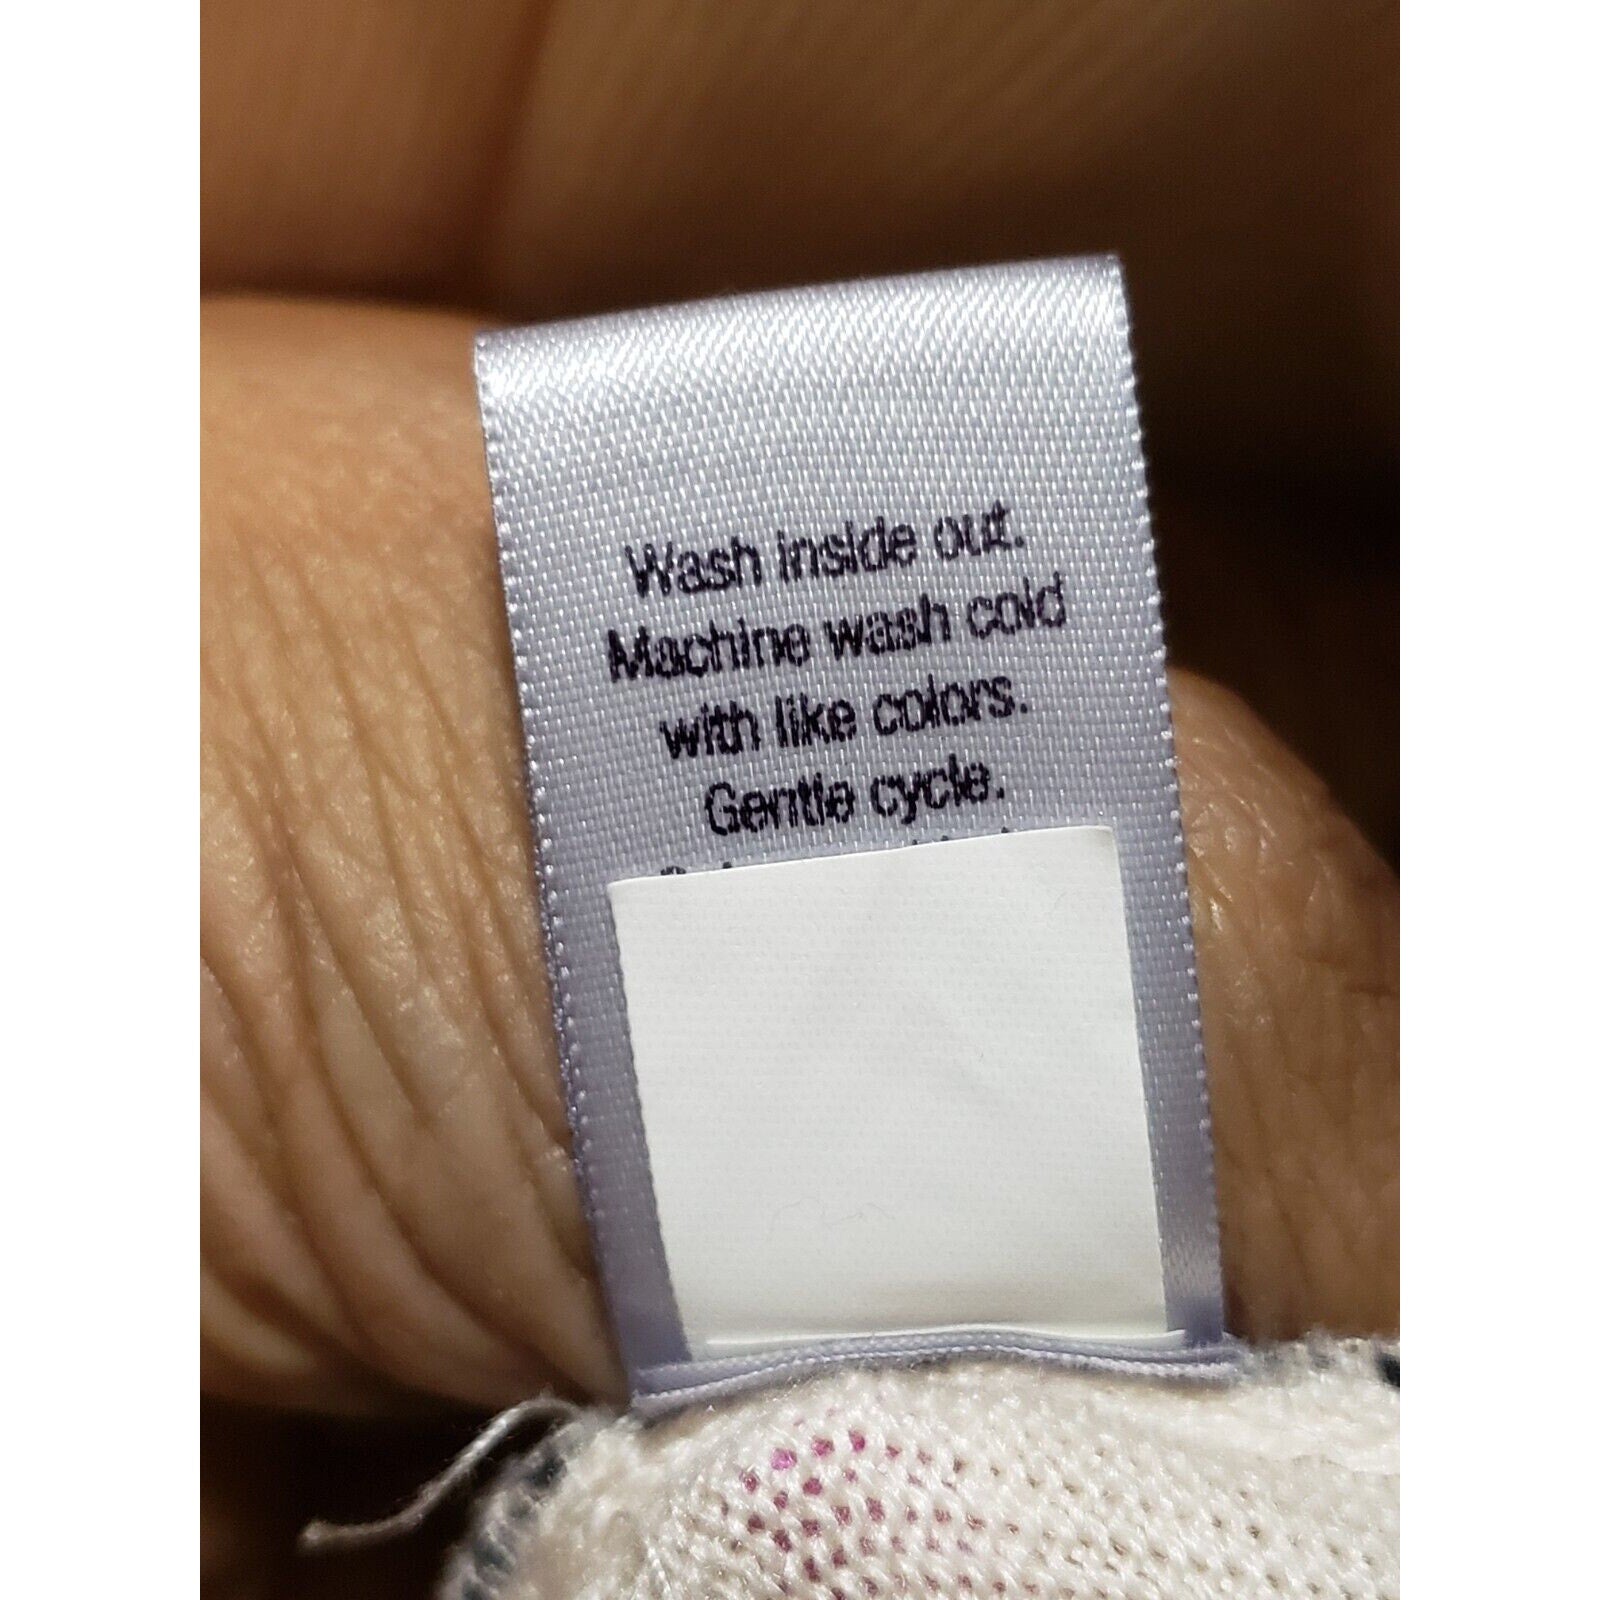 Wash inside out.
Machine wash cold
with like colors.
Gentle cycle.